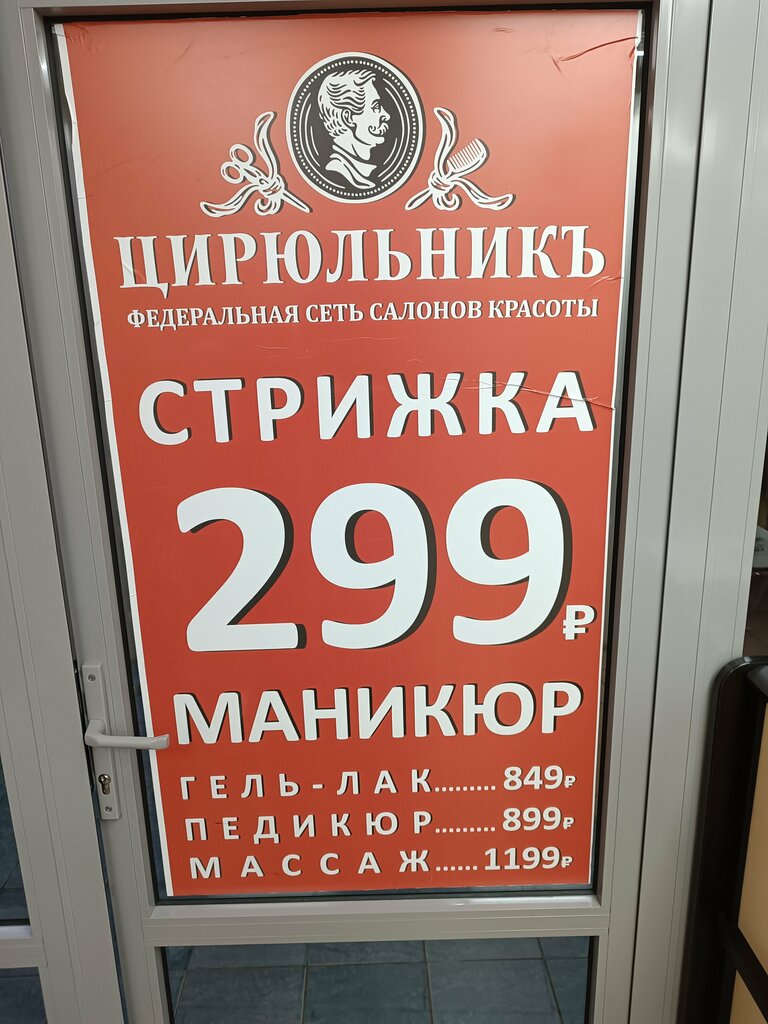 ЦИРЮЛЬНИКЪ
ФЕДЕРАЛЬНАЯ СЕТЬ САЛОНОВ КРАСОТЫ
СТРИЖКА
299₽
МАНИКЮР
ГЕЛЬ-ЛАК......... 849₽
ПЕДИКЮР......... 899₽
МАССАЖ...... 1199₽